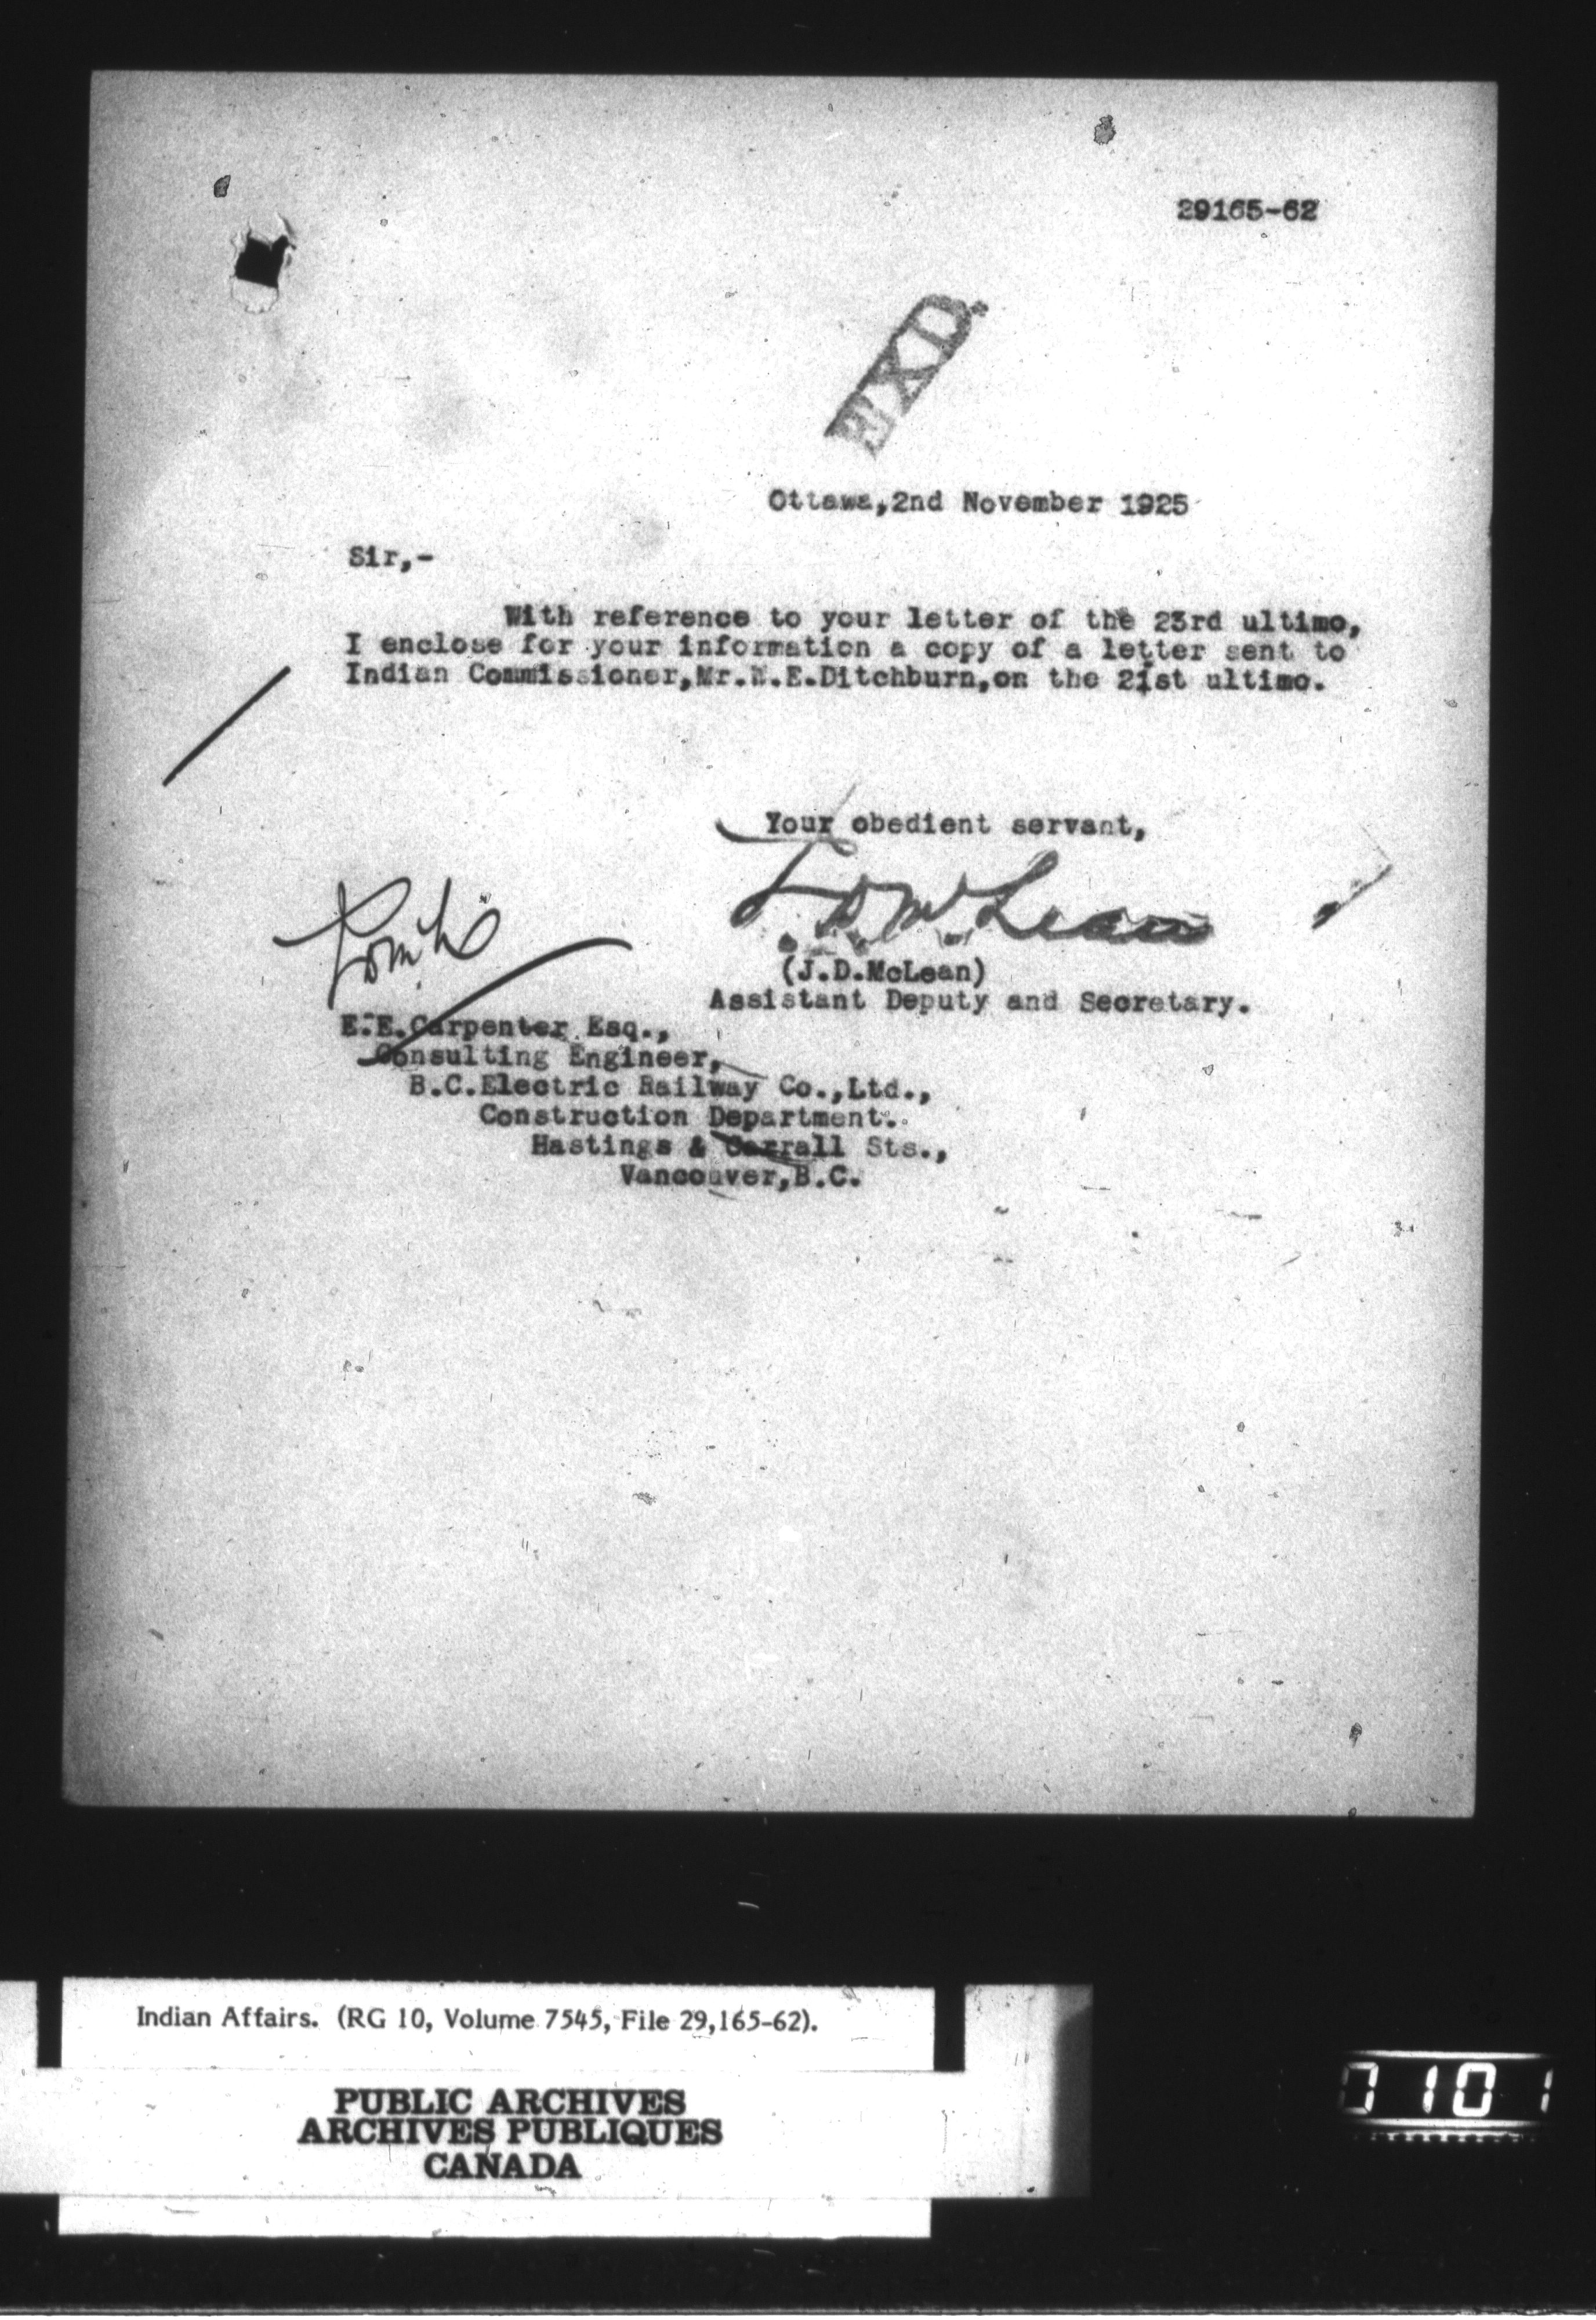 29165-62
EXD.
Ottawa,2nd November 1925
Sir,-
With reference to your letter of the 23rd ultimo,
I enclose for your information a copy of a letter sent to
Indian Commissioner,Mr.W.E.Ditchburn,on the 21st ultimo.
Your obedient servant,
J.D.McLean
(J.D.McLean)
Assistant Deputy and Secretary.
E.E.Carpenter Esq.,
Consulting Engineer,
B.C.Electric Railway Co.,Ltd.,
Construction Department.
Hastings & Carrall Sts.,
Vancouver,B.C.
Indian Affairs. (RG 10, Volume 7545, File 29,165-62).
PUBLIC ARCHIVES
ARCHIVES PUBLIQUES
CANADA
0101